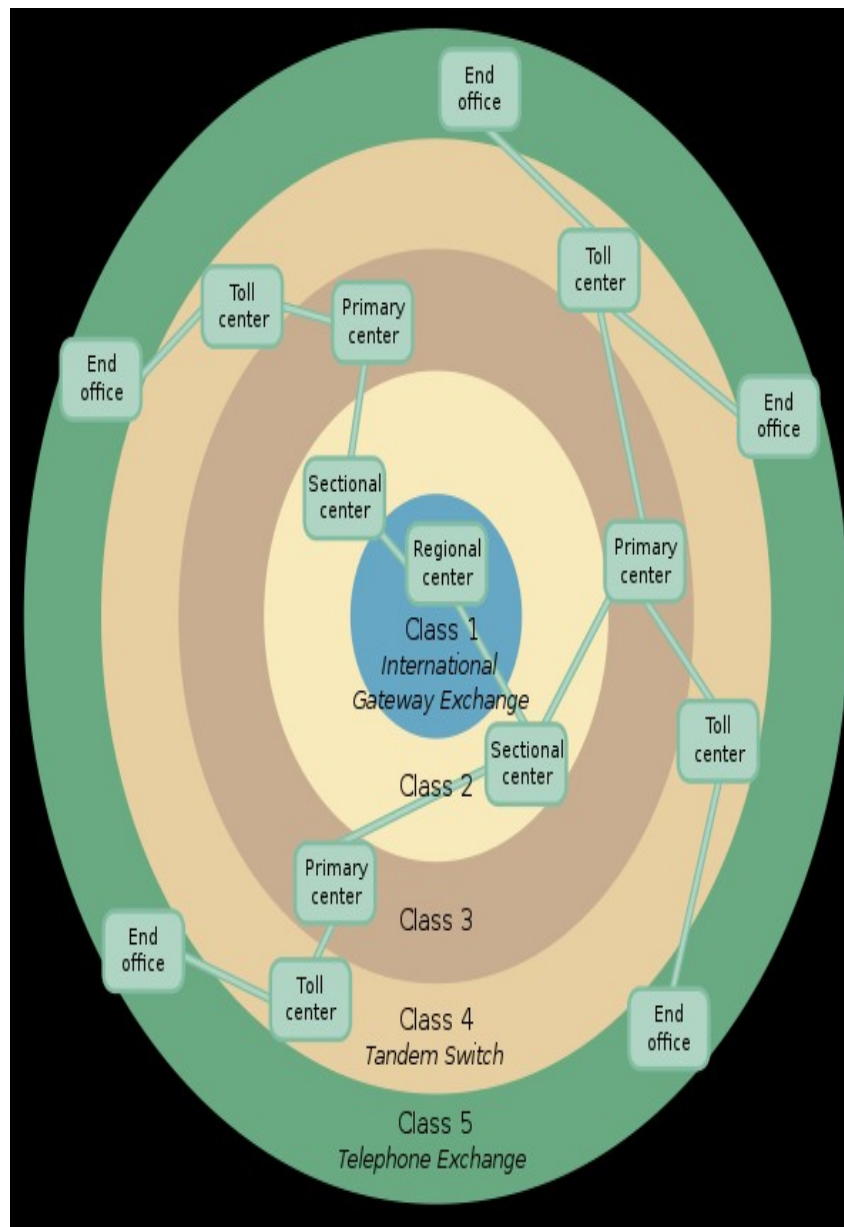 End
office
Toll
center
Toll
center
Primary
center
End
office
End
office
Sectional
center
Regional
center
Primary
center
Class 1
International
Gateway Exchange
Toll
center
Sectional
center
Class 2
Primary
center
Class 3
End
office
Toll
center
Class 4
Tandem Switch
End
office
Class 5
Telephone Exchange